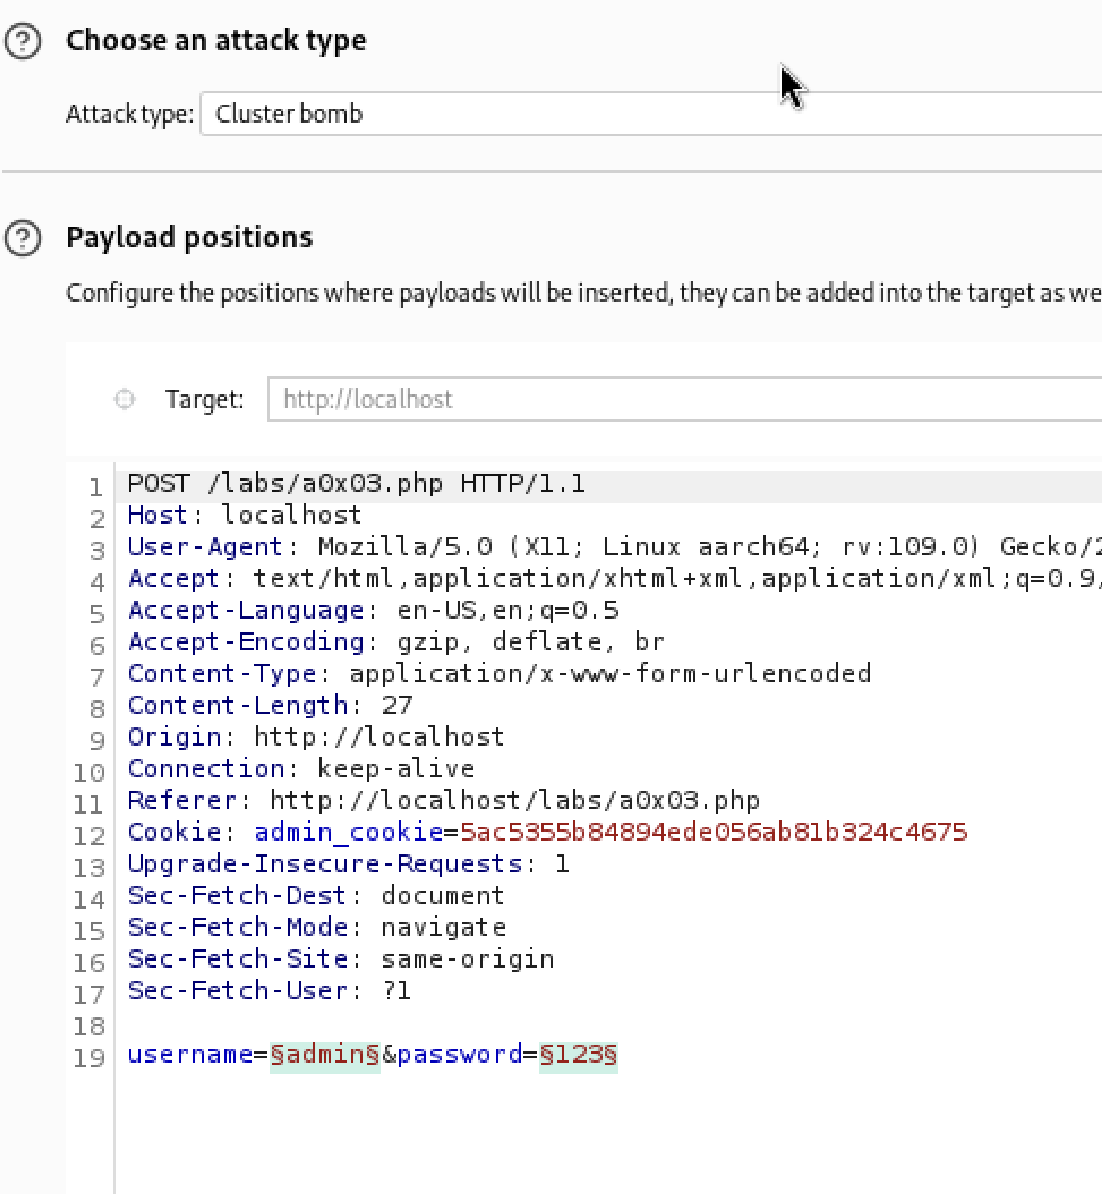 Choose an attack type
Attack type: Cluster bomb
Payload positions
Configure the positions where payloads will be inserted, they can be added into the target as we
Target: http://localhost
1 POST /labs/a0x03.php HTTP/1.1
2 Host: localhost
3 User-Agent: Mozilla/5.0 (X11; Linux aarch64; rv:109.0) Gecko/2
4 Accept: text/html,application/xhtml+xml,application/xml;q=0.9,
5 Accept-Language: en-US,en;q=0.5
6 Accept-Encoding: gzip, deflate, br
7 Content-Type: application/x-www-form-urlencoded
8 Content-Length: 27
9 Origin: http://localhost
10 Connection: keep-alive
11 Referer: http://localhost/labs/a0x03.php
12 Cookie: admin_cookie=5ac5355b84894ede056ab81b324c4675
13 Upgrade-Insecure-Requests: 1
14 Sec-Fetch-Dest: document
15 Sec-Fetch-Mode: navigate
16 Sec-Fetch-Site: same-origin
17 Sec-Fetch-User: ?1
18
19 username=§admin§&password=§123§